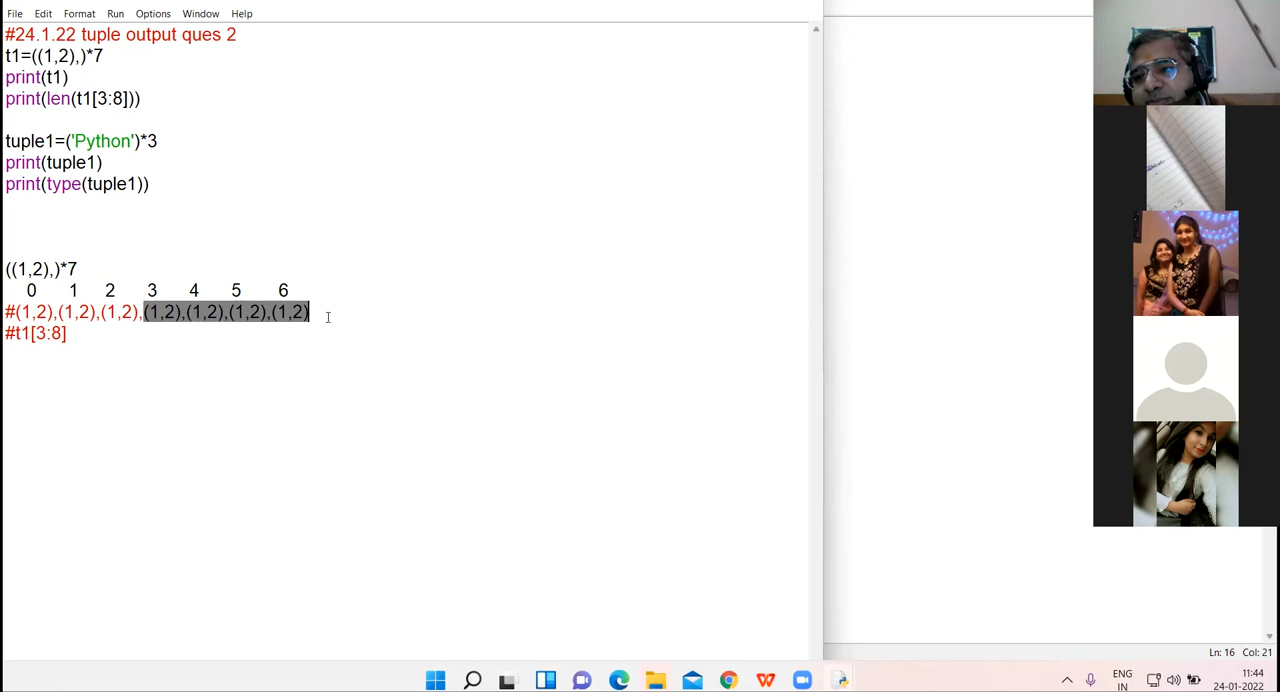 File Edit Format Run Options Window Help
#24.1.22 tuple output ques 2
t1=((1,2),)*7
print(t1)
print(len(t1[3:8]))
tuple1=('Python')*3
print(tuple1)
print(type(tuple1))
((1,2),)*7
0 1 2 3 4 5 6
#(1,2),(1,2),(1,2),(1,2),(1,2),(1,2),(1,2)
#t1[3:8]
Ln: 16 Col: 21
ENG
IN
11:44
24-01-2022